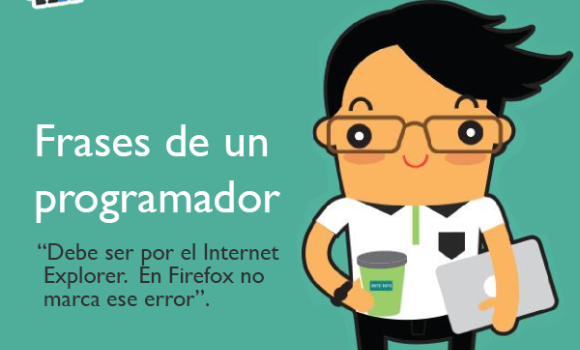 Frases de un
programador
“Debe ser por el Internet
Explorer. En Firefox no
marca ese error”.